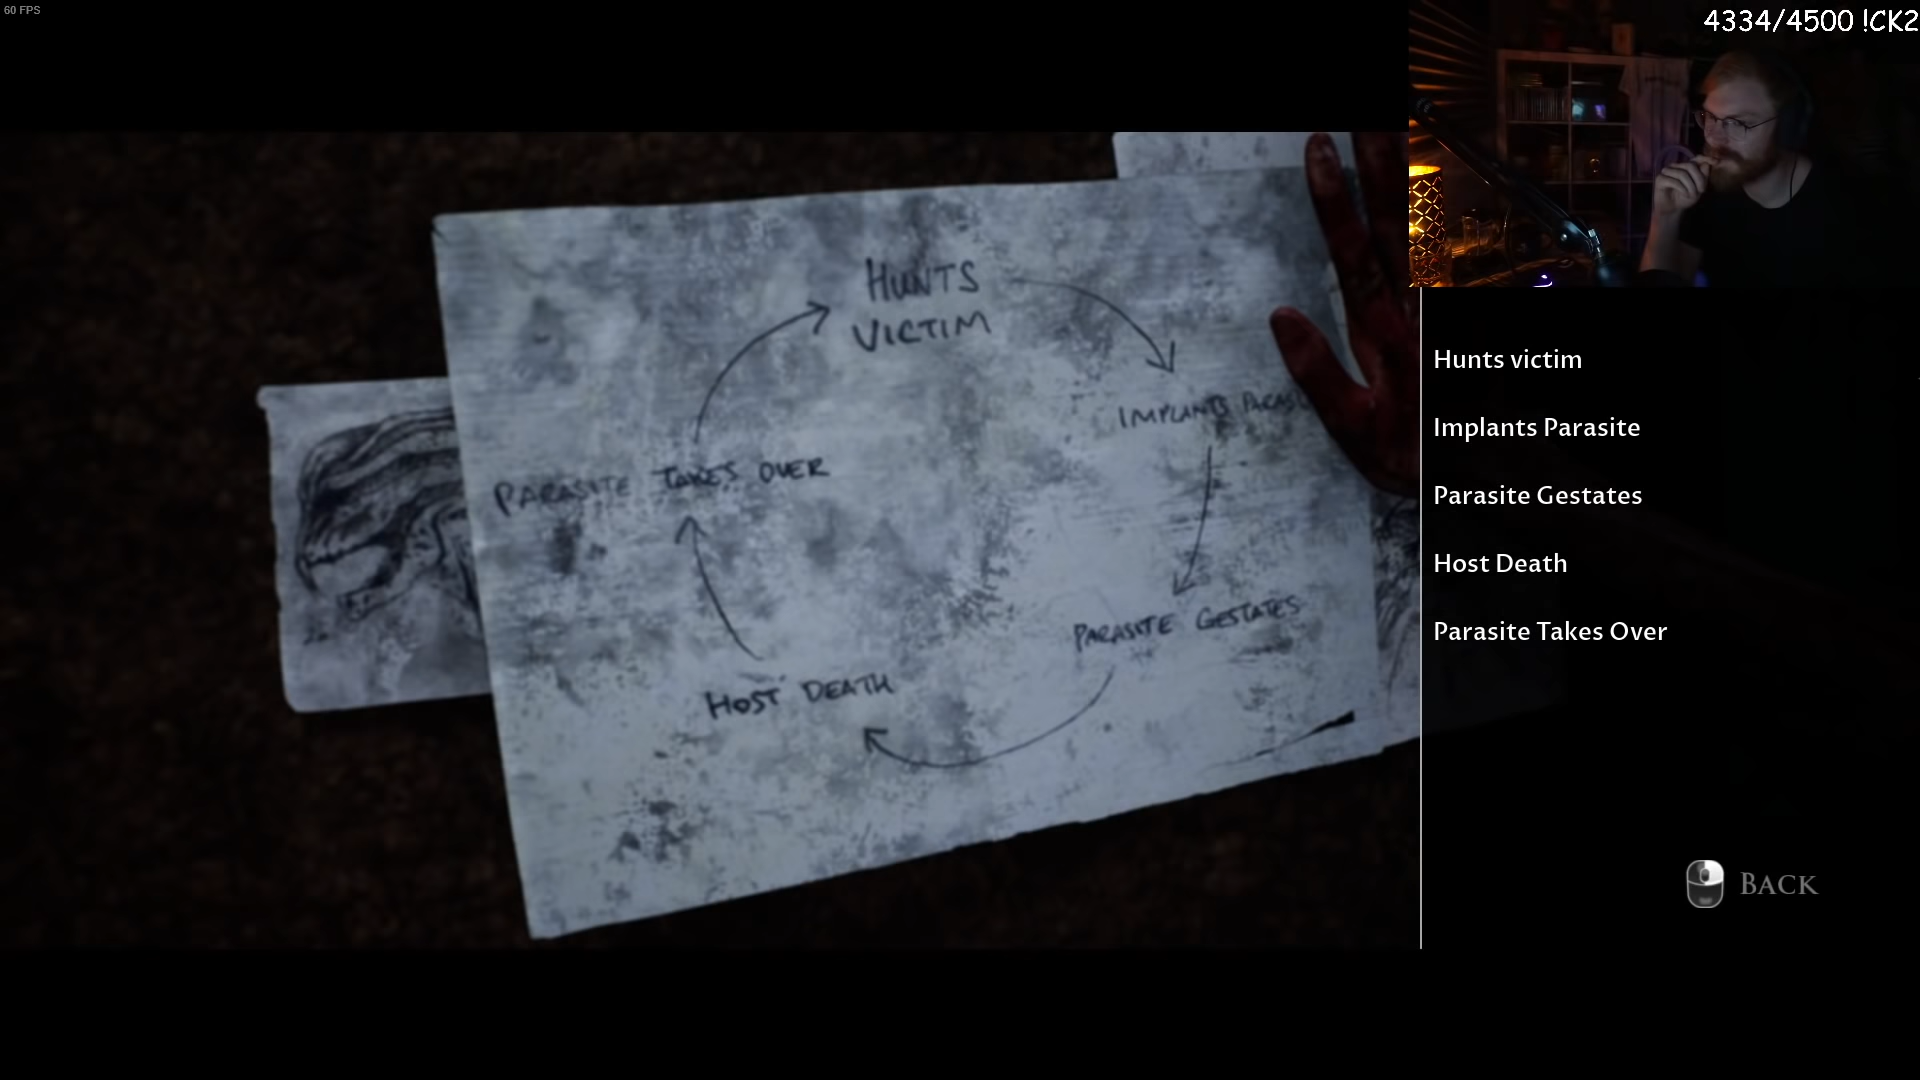 60 FPS
4334/4500 !CK2
HUNTS
VICTIM
IMPLANTS
PARASITE TAKES OVER
PARASITE GESTATES
HOST DEATH
Hunts victim
Implants Parasite
Parasite Gestates
Host Death
Parasite Takes Over
BACK